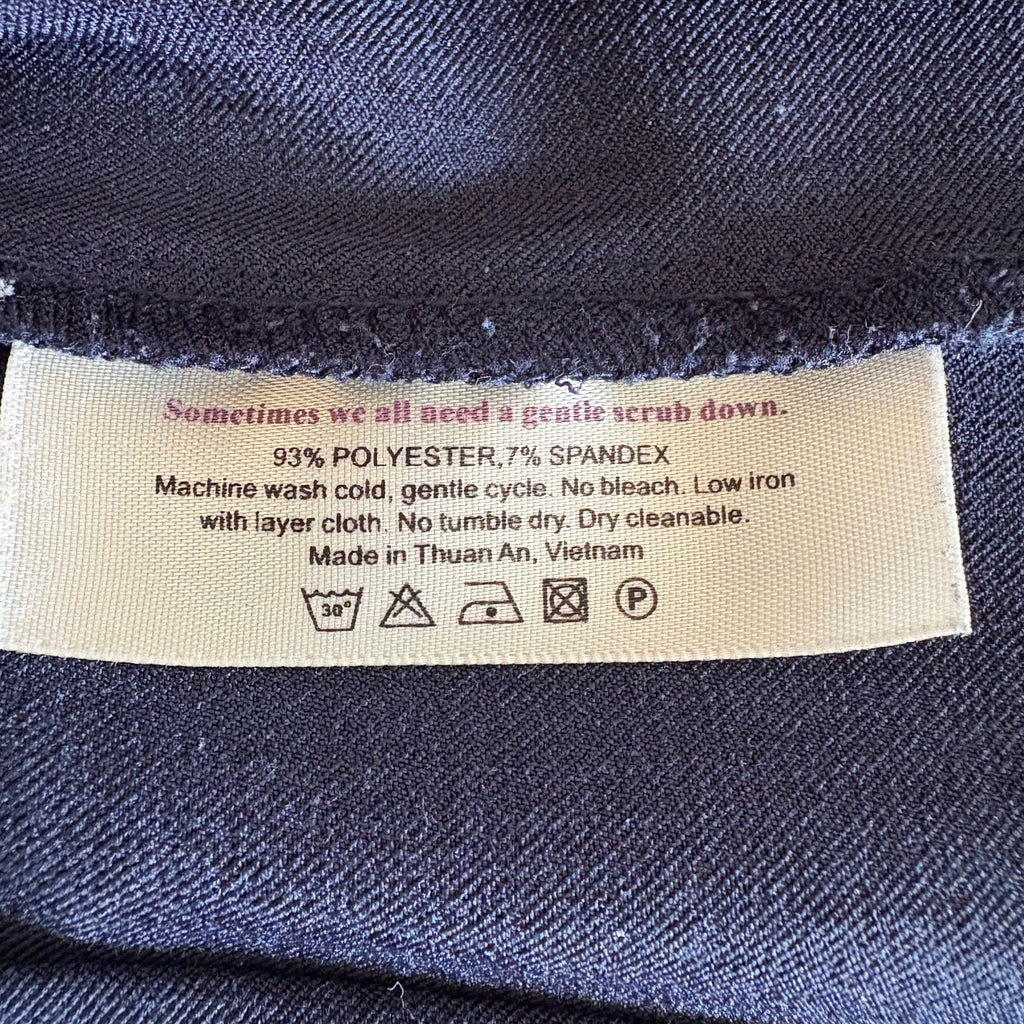 Sometimes we all need a gentle scrub down.
93% POLYESTER,7% SPANDEX
Machine wash cold, gentle cycle. No bleach. Low iron
with layer cloth. No tumble dry. Dry cleanable.
Made in Thuan An, Vietnam
30° P